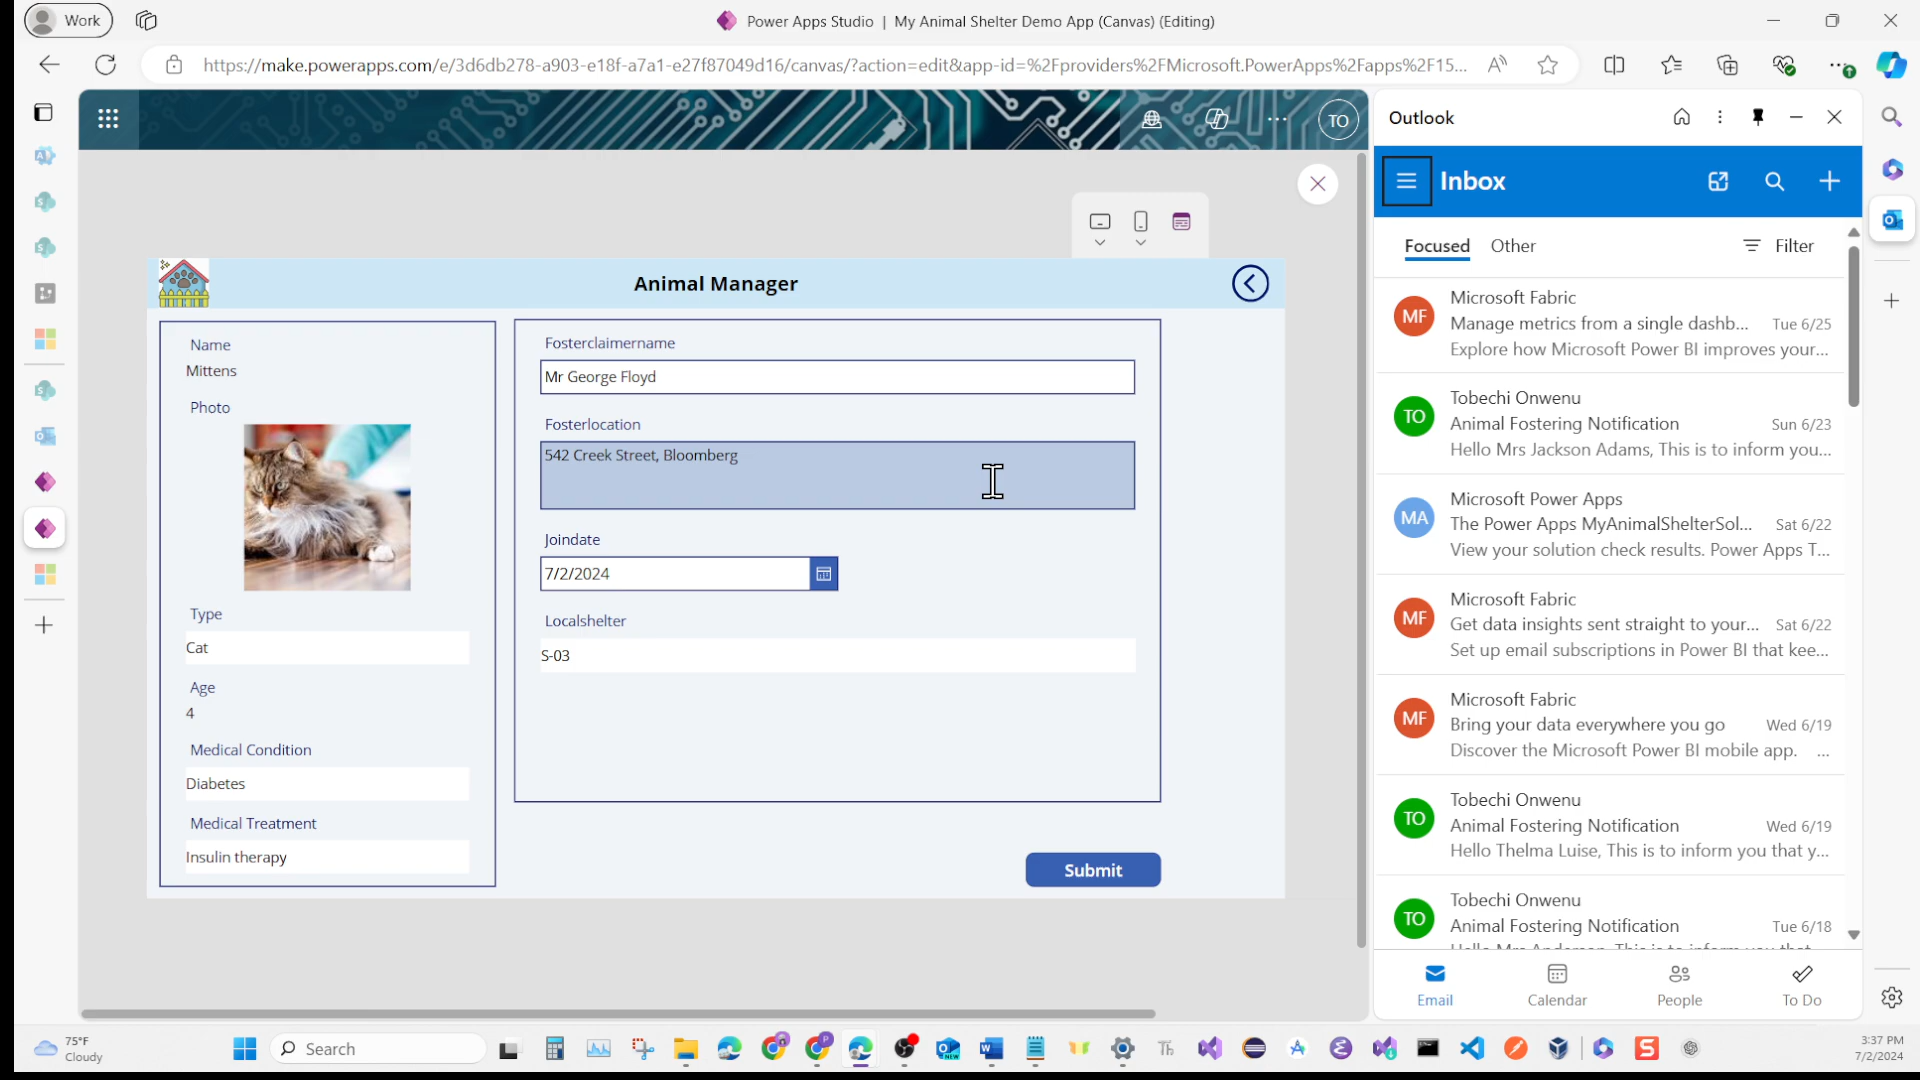 Work
Power Apps Studio | My Animal Shelter Demo App (Canvas) (Editing)
https://make.powerapps.com/e/3d6db278-a903-e18f-a7a1-e27f87049d16/canvas/?action=edit&app-id=%2Fproviders%2FMicrosoft.PowerApps%2Fapps%2F15...
TO
Animal Manager
Name
Mittens
Photo
Type
Cat
Age
4
Medical Condition
Diabetes
Medical Treatment
Insulin therapy
Fosterclaimername
Mr George Floyd
Fosterlocation
542 Creek Street, Bloomberg
Joindate
7/2/2024
Localshelter
S-03
Submit
Outlook
Inbox
Focused Other Filter
MF
Microsoft Fabric
Manage metrics from a single dashb... Tue 6/25
Explore how Microsoft Power BI improves your...
TO
Tobechi Onwenu
Animal Fostering Notification Sun 6/23
Hello Mrs Jackson Adams, This is to inform you...
MA
Microsoft Power Apps
The Power Apps MyAnimalShelterSol... Sat 6/22
View your solution check results. Power Apps T...
MF
Microsoft Fabric
Get data insights sent straight to your... Sat 6/22
Set up email subscriptions in Power BI that kee...
MF
Microsoft Fabric
Bring your data everywhere you go Wed 6/19
Discover the Microsoft Power BI mobile app. ...
TO
Tobechi Onwenu
Animal Fostering Notification Wed 6/19
Hello Thelma Luise, This is to inform you that y...
TO
Tobechi Onwenu
Animal Fostering Notification Tue 6/18
Email Calendar People To Do
75°F
Cloudy
Search
3:37 PM
7/2/2024